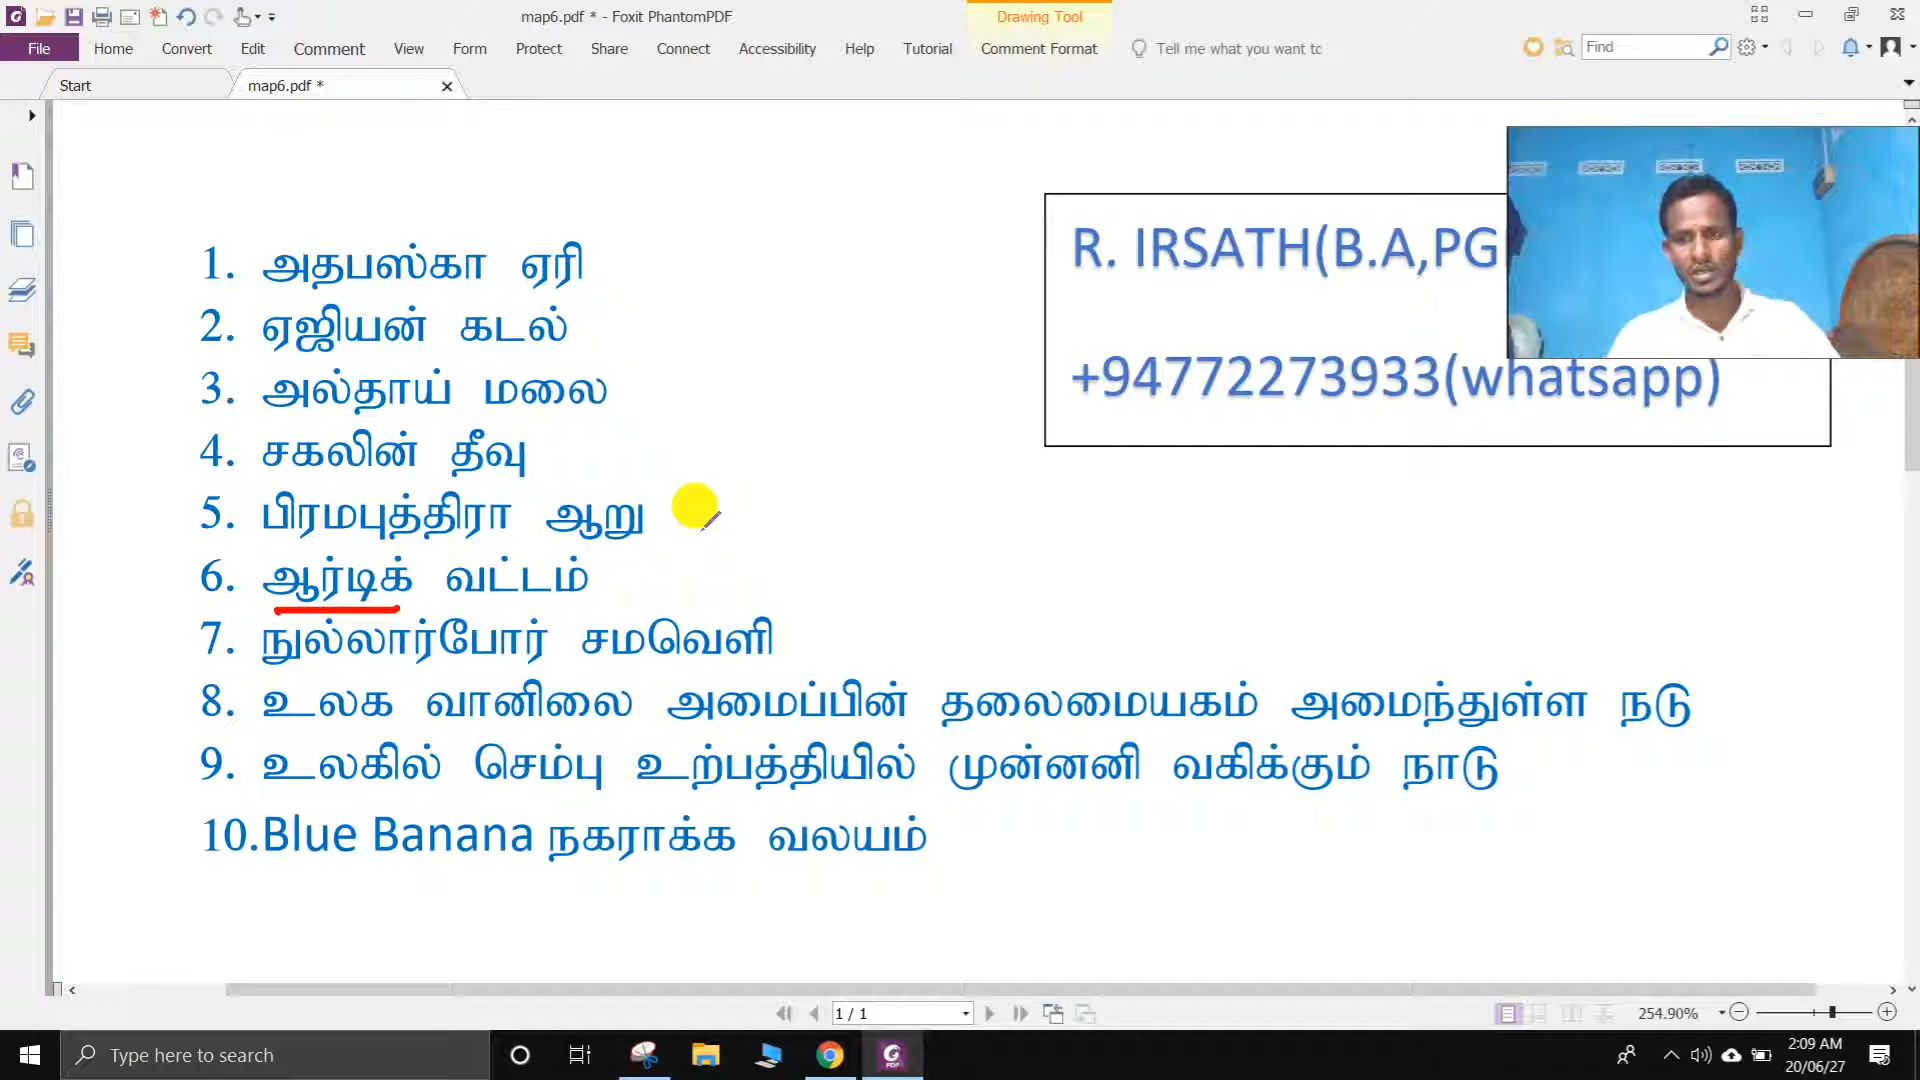 map6.pdf * - Foxit PhantomPDF
Drawing Tool
File Home Convert Edit Comment View Form Protect Share Connect Accessibility Help Tutorial Comment Format Tell me what you want tc Find
Start map6.pdf *
R. IRSATH(B.A,PG
+94772273933(whatsapp)
1. அதபஸ்கா ஏரி
2. ஏஜியன் கடல்
3. அல்தாய் மலை
4. சகலின் தீவு
5. பிரமபுத்திரா ஆறு
6. ஆர்டிக் வட்டம்
7. நுல்லார்போர் சமவெளி
8. உலக வானிலை அமைப்பின் தலைமையகம் அமைந்துள்ள நடு
9. உலகில் செம்பு உற்பத்தியில் முன்னனி வகிக்கும் நாடு
10.Blue Banana நகராக்க வலயம்
1 / 1
254.90%
Type here to search
2:09 AM
20/06/27